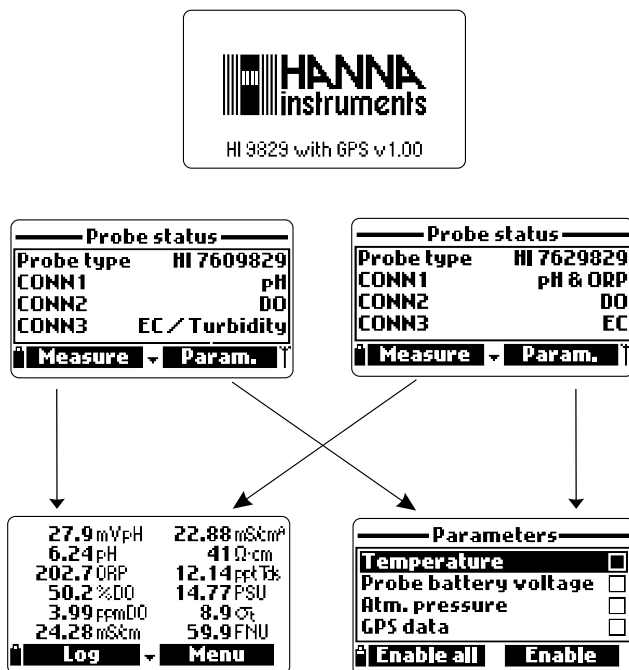 HANNA
instruments
HI 9829 with GPS v1.00
Probe status
Probe type HI 7609829
CONN1 pH
CONN2 DO
CONN3 EC/Turbidity
Measure Param.
Probe status
Probe type HI 7629829
CONN1 pH & ORP
CONN2 DO
CONN3 EC
Measure Param.
27.9 mVpH 22.88 mS/cmᴬ
6.24 pH 41 Ω·cm
202.7 ORP 12.14 ppt Tds
50.2 %DO 14.77 PSU
3.99 ppmDO 8.9 σt
24.28 mS/cm 59.9 FNU
Log Menu
Parameters
Temperature
Probe battery voltage
Atm. pressure
GPS data
Enable all Enable